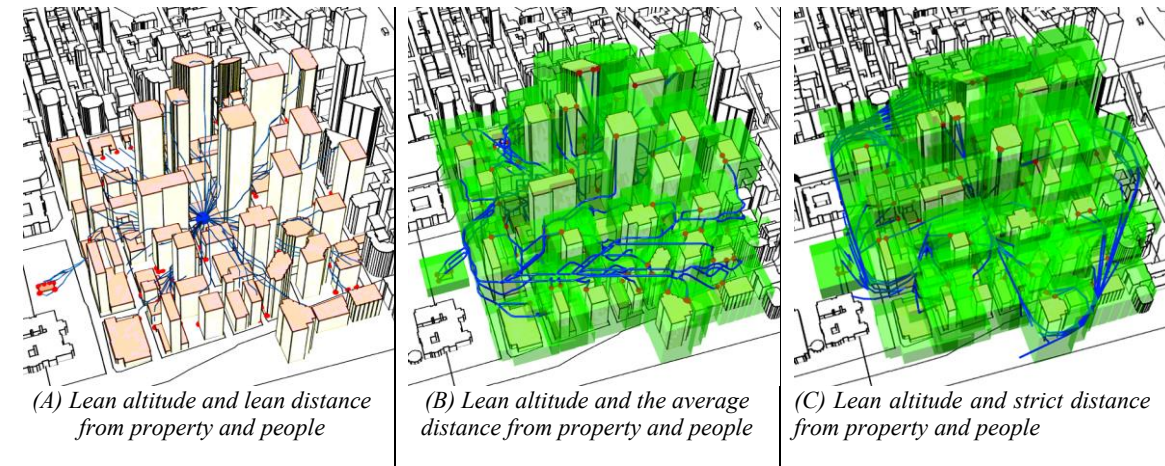 (A) Lean altitude and lean distance
from property and people
(B) Lean altitude and the average
distance from property and people
(C) Lean altitude and strict distance
from property and people